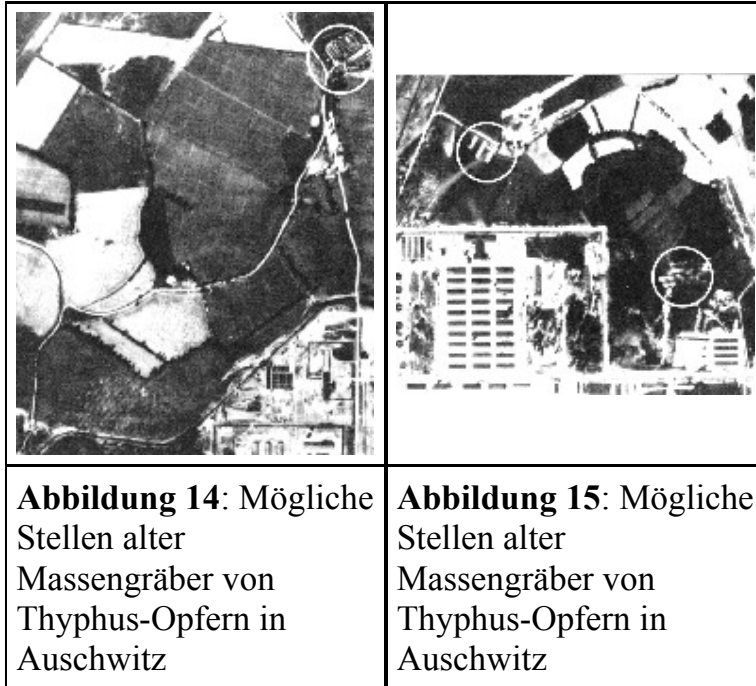 Abbildung 14: Mögliche
Stellen alter
Massengräber von
Thyphus-Opfern in
Auschwitz
Abbildung 15: Mögliche
Stellen alter
Massengräber von
Thyphus-Opfern in
Auschwitz